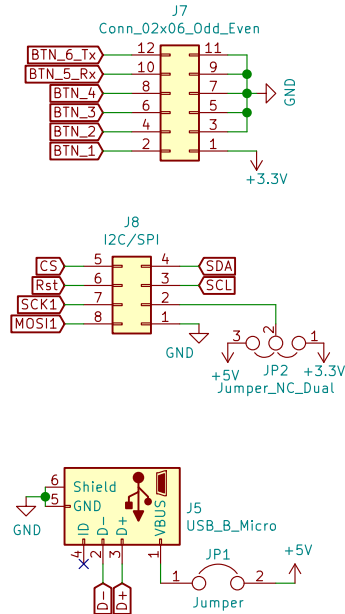 J7
Conn_02x06_Odd_Even
BTN_6_Tx 12 11
BTN_5_Rx 10 9
BTN_4 8 7 GND
BTN_3 6 5
BTN_2 4 3
BTN_1 2 1
+3.3V
J8
I2C/SPI
CS 5 4 SDA
Rst 6 3 SCL
SCK1 7 2
MOSI1 8 1
GND
3 2 1
+5V JP2 +3.3V
Jumper_NC_Dual
6 Shield
5 GND
GND
ID D- D+ VBUS
4 2 3 1
J5
USB_B_Micro
D- D+
JP1
1 2
+5V
Jumper